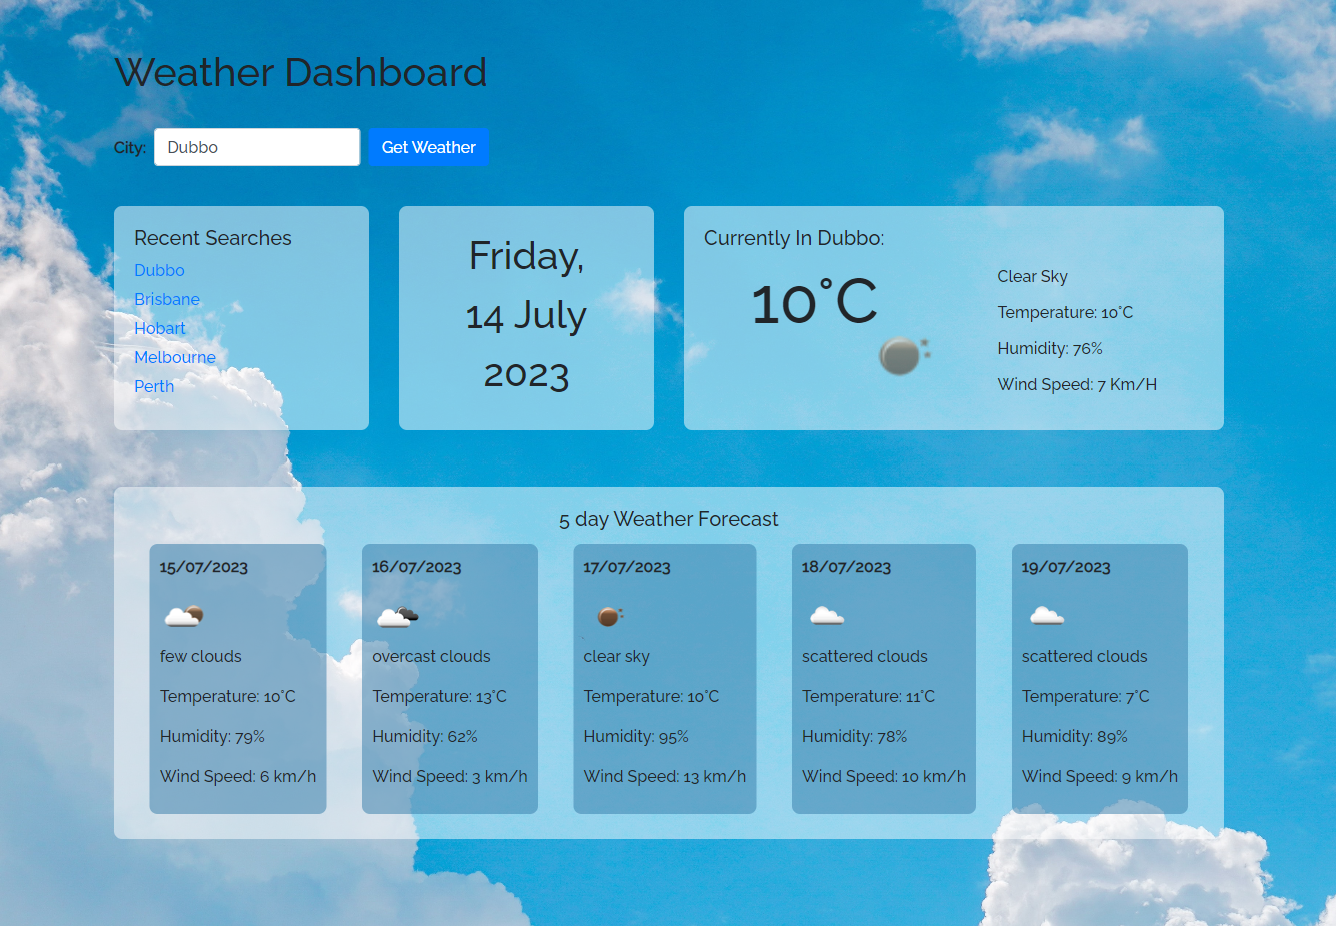 Weather Dashboard
City: Dubbo Get Weather
Recent Searches
Dubbo
Brisbane
Hobart
Melbourne
Perth
Friday,
14 July
2023
Currently In Dubbo:
10°C
Clear Sky
Temperature: 10°C
Humidity: 76%
Wind Speed: 7 Km/H
5 day Weather Forecast
15/07/2023
few clouds
Temperature: 10°C
Humidity: 79%
Wind Speed: 6 km/h
16/07/2023
overcast clouds
Temperature: 13°C
Humidity: 62%
Wind Speed: 3 km/h
17/07/2023
clear sky
Temperature: 10°C
Humidity: 95%
Wind Speed: 13 km/h
18/07/2023
scattered clouds
Temperature: 11°C
Humidity: 78%
Wind Speed: 10 km/h
19/07/2023
scattered clouds
Temperature: 7°C
Humidity: 89%
Wind Speed: 9 km/h